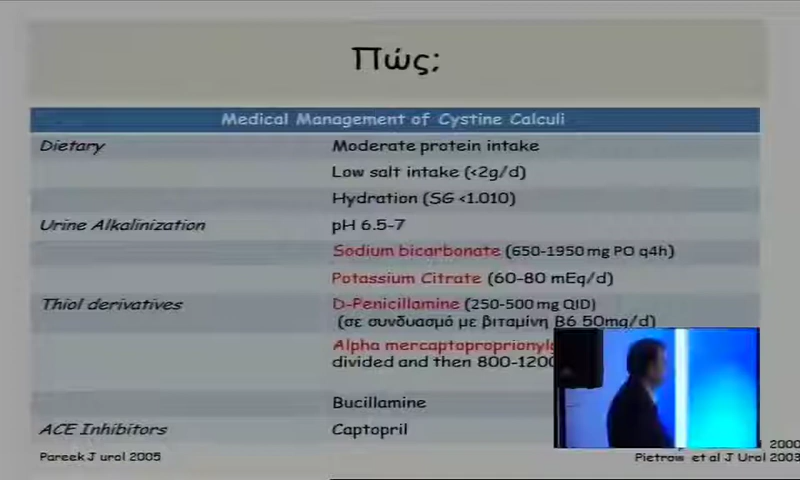 Πώς;
Medical Management of Cystine Calculi
Dietary Moderate protein intake
Low salt intake (<2g/d)
Hydration (SG <1.010)
Urine Alkalinization pH 6.5-7
Sodium bicarbonate (650-1950 mg PO q4h)
Potassium Citrate (60-80 mEq/d)
Thiol derivatives D-Penicillamine (250-500 mg QID)
(σε συνδυασμό με βιταμίνη B6 50mg/d)
Alpha
divided and then
Bucillamine
ACE Inhibitors Captopril
2000
Pareek J urol 2005 Pietrow et al J Urol 2003